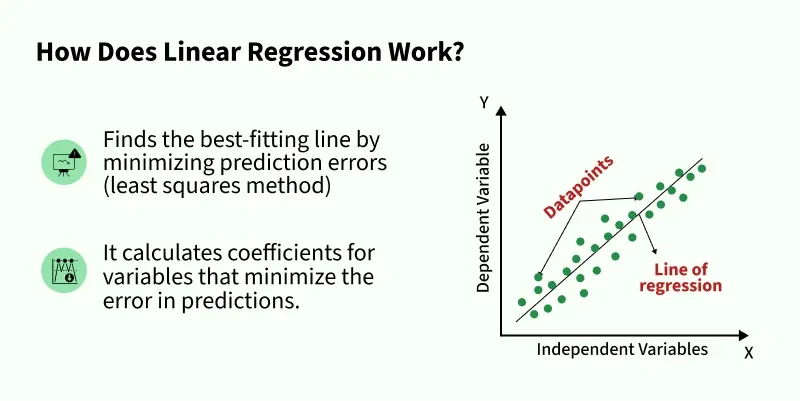 How Does Linear Regression Work?
Finds the best-fitting line by
minimizing prediction errors
(least squares method)
It calculates coefficients for
variables that minimize the
error in predictions.
Y
Dependent Variable
Datapoints
Line of
regression
Independent Variables
X